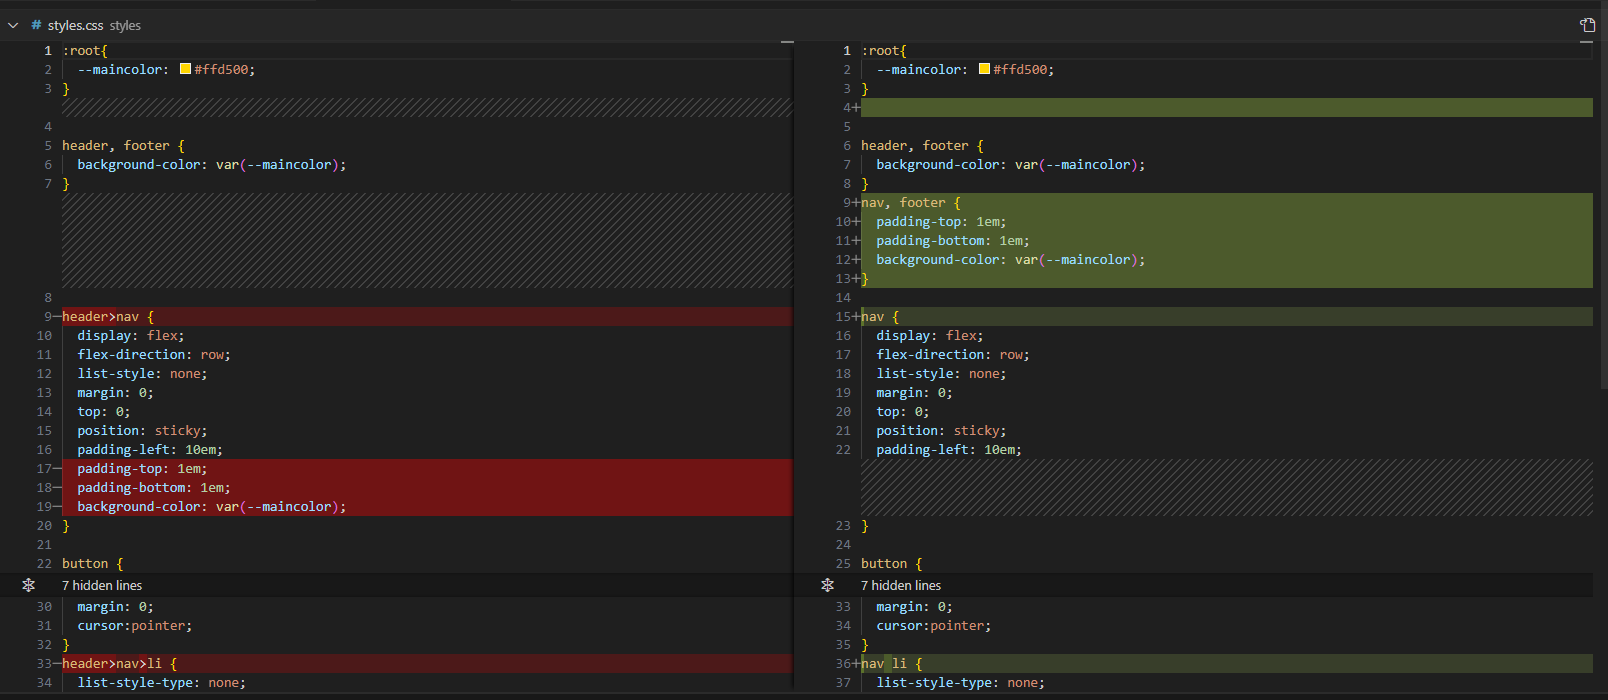 # styles.css styles
1 :root{
2 --maincolor: #ffd500;
3 }
4
5 header, footer {
6 background-color: var(--maincolor);
7 }
8
9— header>nav {
10 display: flex;
11 flex-direction: row;
12 list-style: none;
13 margin: 0;
14 top: 0;
15 position: sticky;
16 padding-left: 10em;
17— padding-top: 1em;
18— padding-bottom: 1em;
19— background-color: var(--maincolor);
20 }
21
22 button {
7 hidden lines
30 margin: 0;
31 cursor:pointer;
32 }
33— header>nav>li {
34 list-style-type: none;
1 :root{
2 --maincolor: #ffd500;
3 }
4+
5
6 header, footer {
7 background-color: var(--maincolor);
8 }
9+ nav, footer {
10+ padding-top: 1em;
11+ padding-bottom: 1em;
12+ background-color: var(--maincolor);
13+ }
14
15+ nav {
16 display: flex;
17 flex-direction: row;
18 list-style: none;
19 margin: 0;
20 top: 0;
21 position: sticky;
22 padding-left: 10em;
23 }
24
25 button {
7 hidden lines
33 margin: 0;
34 cursor:pointer;
35 }
36+ nav li {
37 list-style-type: none;